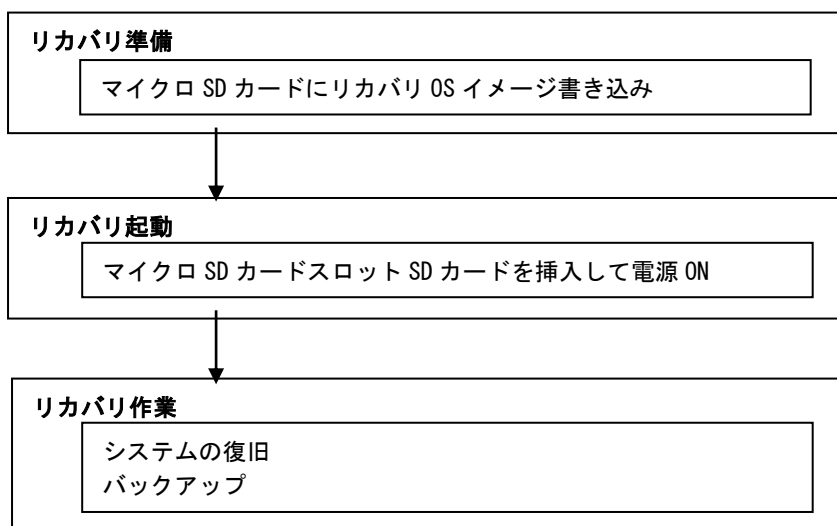 リカバリ準備
マイクロ SD カードにリカバリ OS イメージ書き込み
リカバリ起動
マイクロ SD カードスロット SD カードを挿入して電源 ON
リカバリ作業
システムの復旧
バックアップ